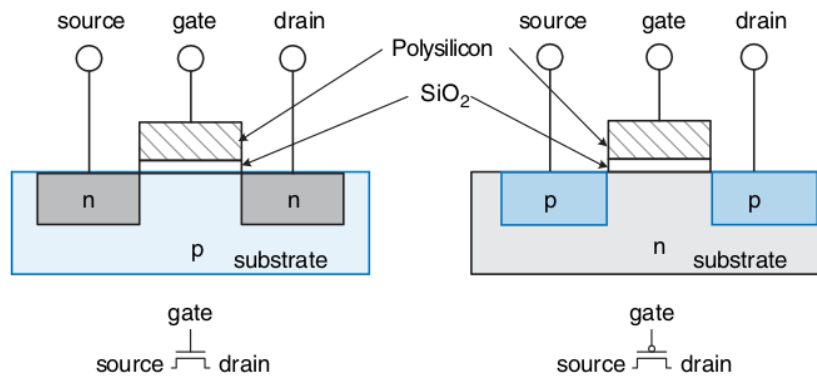 source gate drain
Polysilicon
SiO₂
n n
p
substrate
gate
source drain
source gate drain
p p
n
substrate
gate
source drain